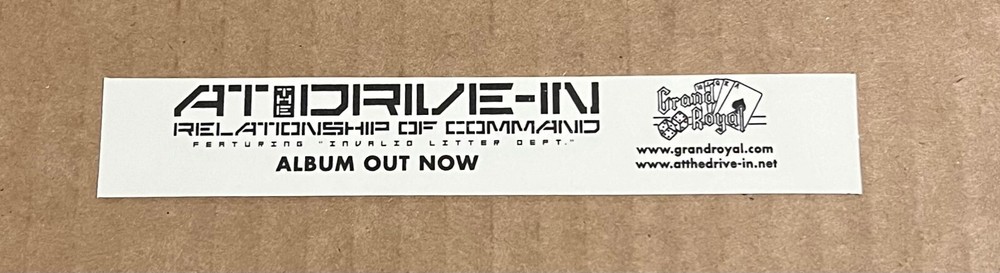 AT THE DRIVE-IN
RELATIONSHIP OF COMMAND
FEATURING "INVALID LITTER DEPT."
ALBUM OUT NOW
Grand
Royal
www.grandroyal.com
www.atthedrive-in.net